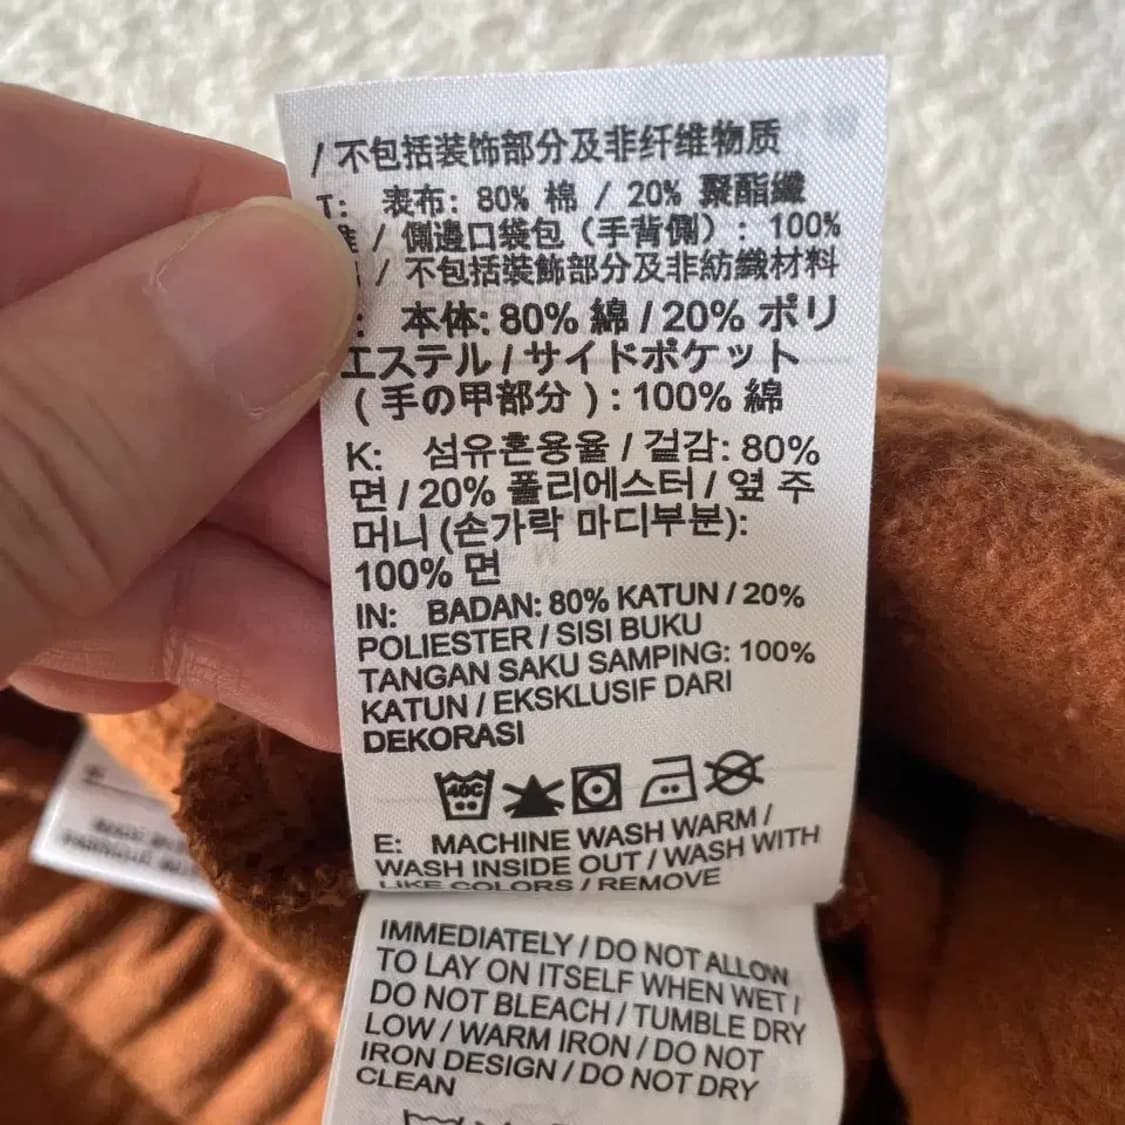 / 不包括装饰部分及非纤维物质
T: 表布: 80% 棉 / 20% 聚酯纖
維 / 側邊口袋包（手背側）: 100%
/ 不包括裝飾部分及非紡織材料
: 本体: 80% 綿 / 20% ポリ
エステル / サイドポケット
( 手の甲部分 ) : 100% 綿
K: 섬유혼용율 / 겉감: 80%
면 / 20% 폴리에스터 / 옆 주
머니 (손가락 마디부분):
100% 면
IN: BADAN: 80% KATUN / 20%
POLIESTER / SISI BUKU
TANGAN SAKU SAMPING: 100%
KATUN / EKSKLUSIF DARI
DEKORASI
40C
E: MACHINE WASH WARM /
WASH INSIDE OUT / WASH WITH
LIKE COLORS / REMOVE
IMMEDIATELY / DO NOT ALLOW
TO LAY ON ITSELF WHEN WET /
DO NOT BLEACH / TUMBLE DRY
LOW / WARM IRON / DO NOT
IRON DESIGN / DO NOT DRY
CLEAN